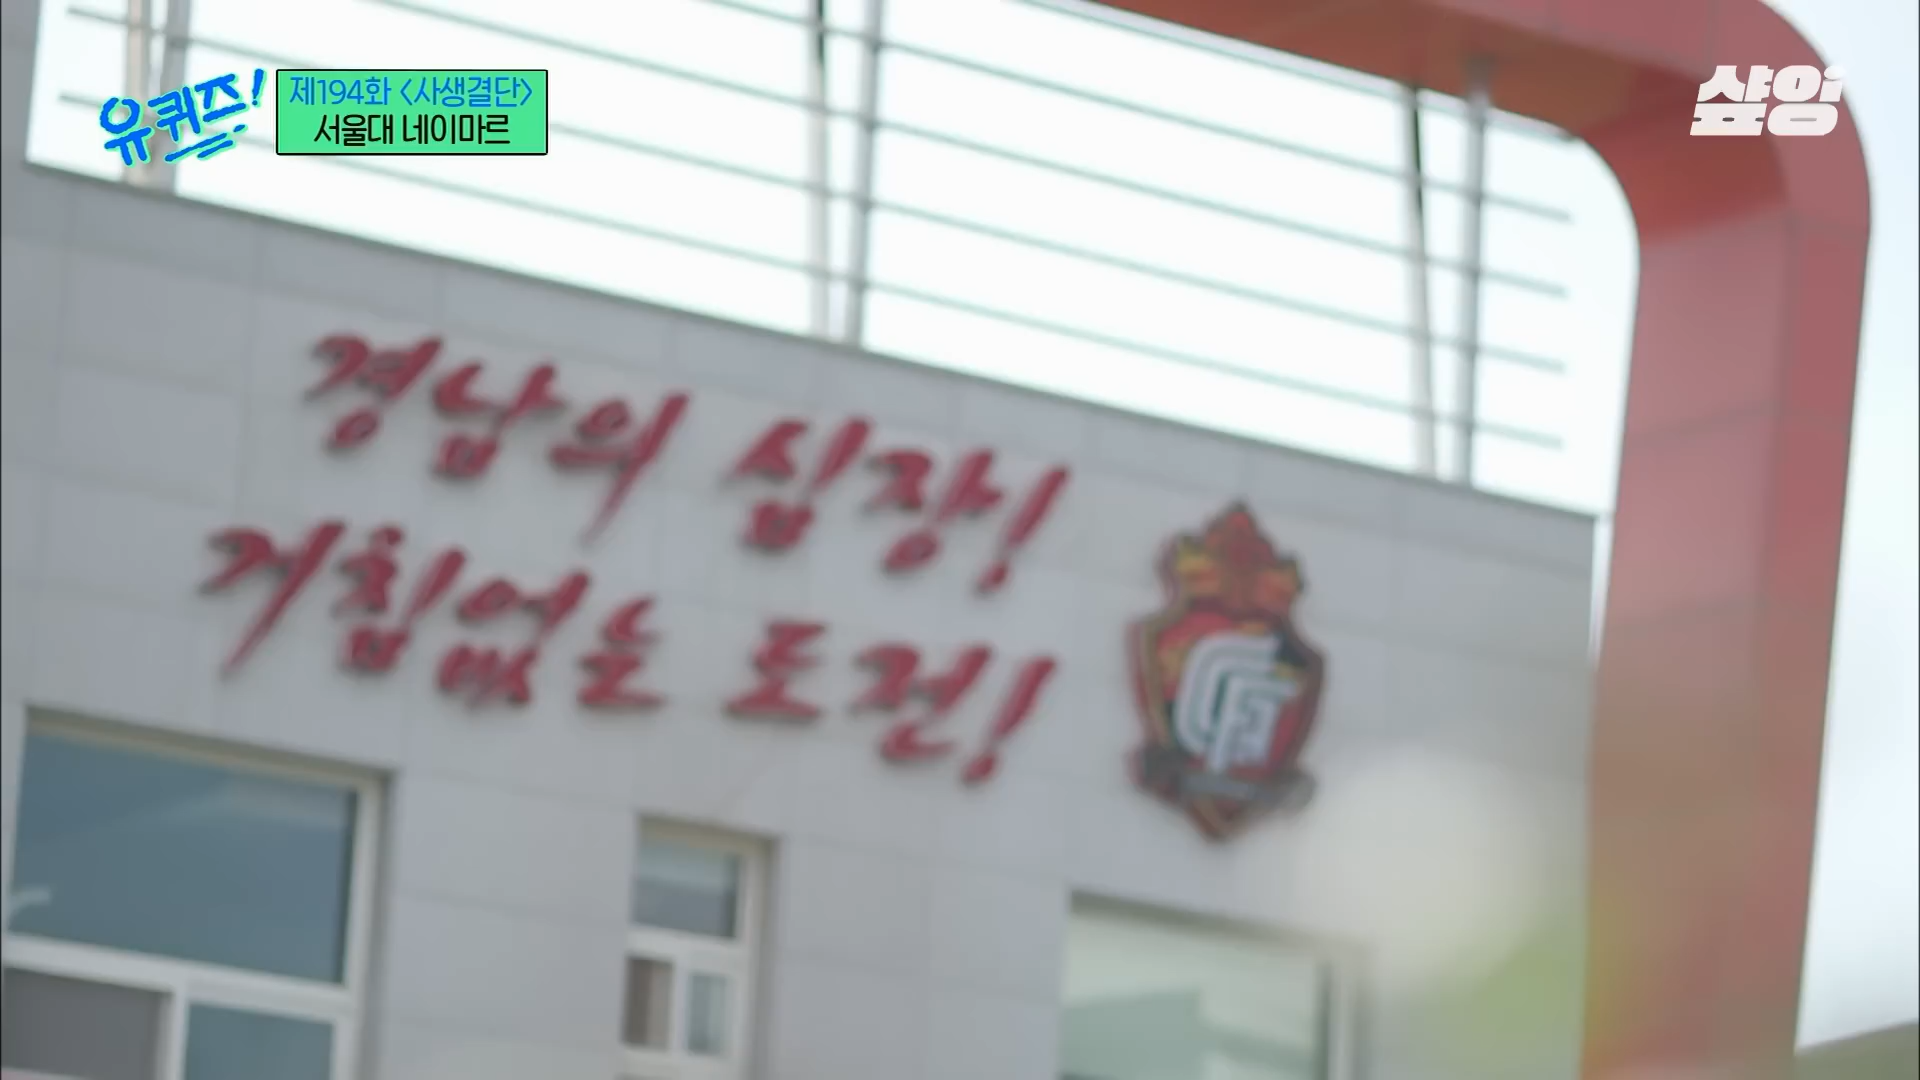 유퀴즈!
제194화 <사생결단>
서울대 네이마르
샾잉
경남의 심장!
거침없는 도전!
GFC